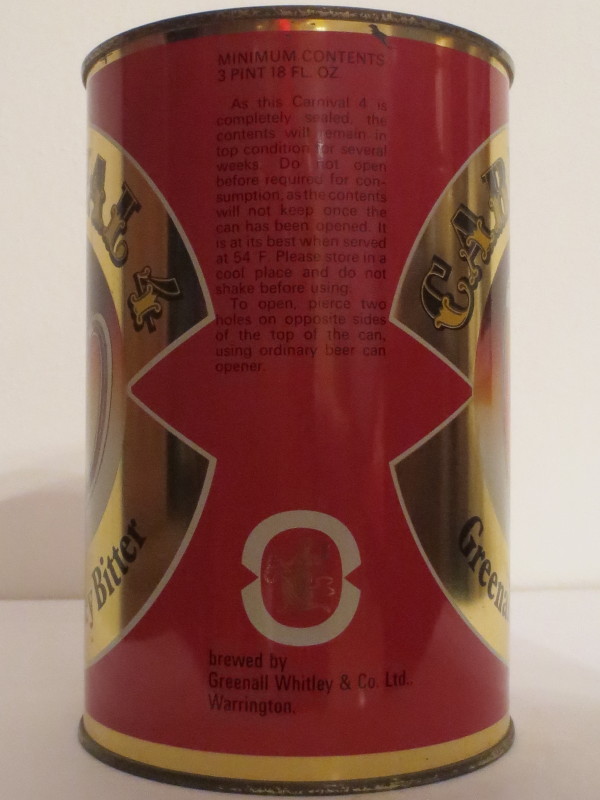 MINIMUM CONTENTS
3 PINT 18 FL. OZ.
As this Carnival 4 is
completely sealed, the
contents will remain in
top condition for several
weeks. Do not open
before required for con-
sumption, as the contents
will not keep once the
can has been opened. It
is at its best when served
at 54°F. Please store in a
cool place and do not
shake before using.
To open, pierce two
holes on opposite sides
of the top of the can,
using ordinary beer can
opener.
AL 4
CAR
y Bitter
Greena
brewed by
Greenall Whitley & Co. Ltd.,
Warrington.